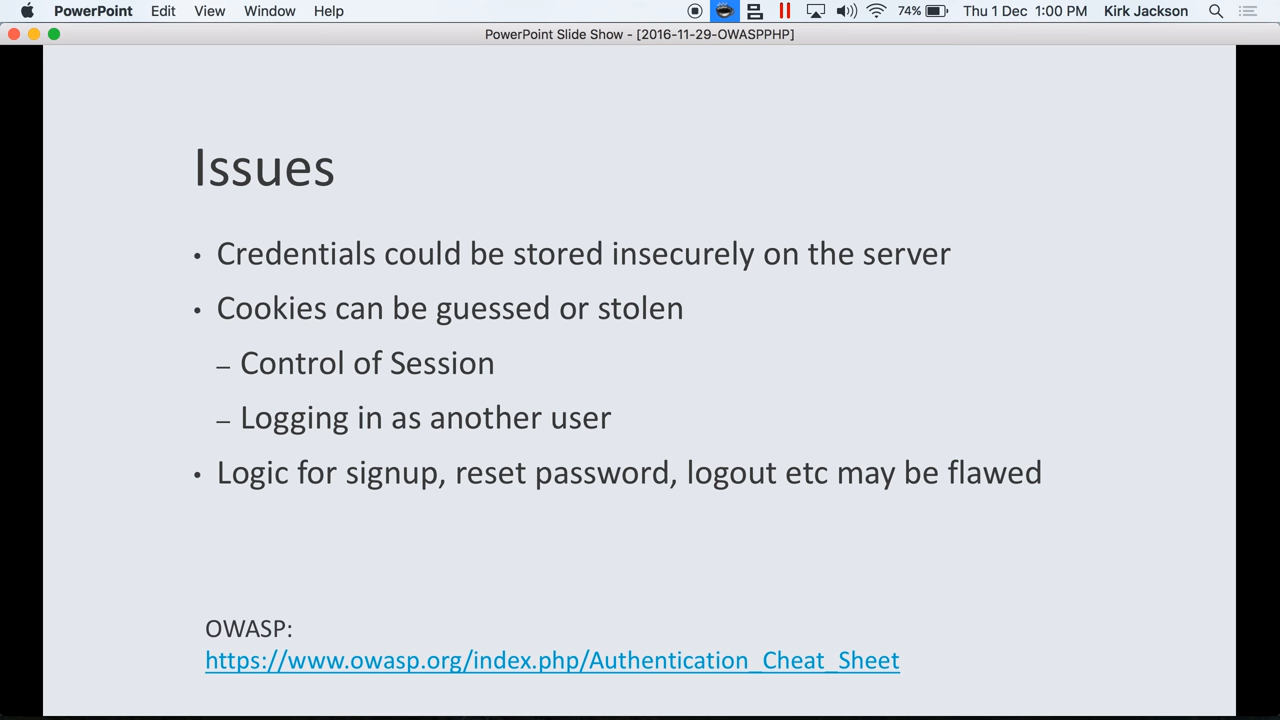 PowerPoint Edit View Window Help 74% Thu 1 Dec 1:00 PM Kirk Jackson
PowerPoint Slide Show - [2016-11-29-OWASPPHP]
Issues
• Credentials could be stored insecurely on the server
• Cookies can be guessed or stolen
– Control of Session
– Logging in as another user
• Logic for signup, reset password, logout etc may be flawed
OWASP:
https://www.owasp.org/index.php/Authentication_Cheat_Sheet